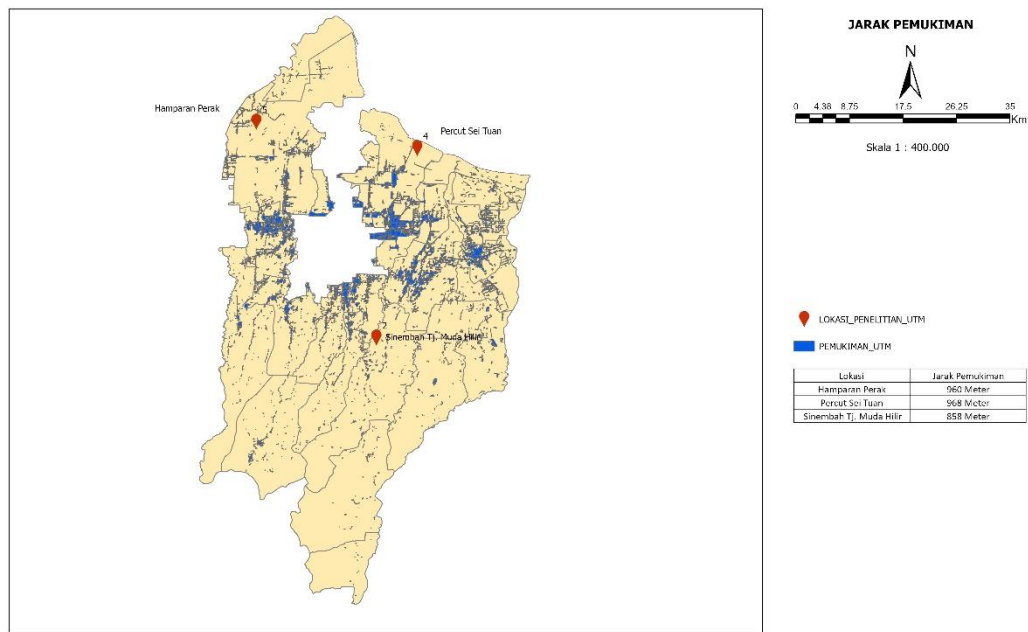 JARAK PEMUKIMAN
N
0 4.38 8.75 17.5 26.25 35
Km
Skala 1 : 400.000
Hamparan Perak
5
4
Percut Sei Tuan
Sinembah Tj. Muda Hilir
LOKASI_PENELITIAN_UTM
PEMUKIMAN_UTM
Lokasi Jarak Pemukiman
Hamparan Perak 960 Meter
Percut Sei Tuan 968 Meter
Sinembah Tj. Muda Hilir 858 Meter